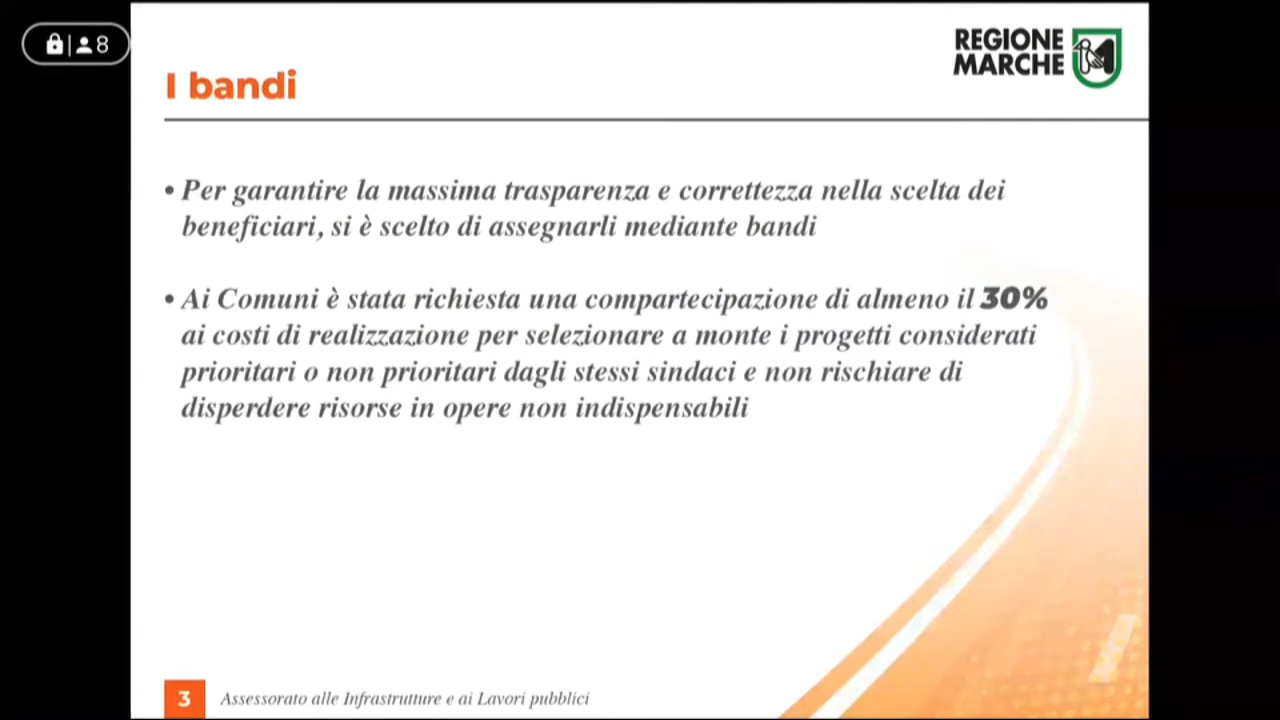 8
REGIONE
MARCHE
I bandi
• Per garantire la massima trasparenza e correttezza nella scelta dei
beneficiari, si è scelto di assegnarli mediante bandi
• Ai Comuni è stata richiesta una compartecipazione di almeno il 30%
ai costi di realizzazione per selezionare a monte i progetti considerati
prioritari o non prioritari dagli stessi sindaci e non rischiare di
disperdere risorse in opere non indispensabili
3 Assessorato alle Infrastrutture e ai Lavori pubblici